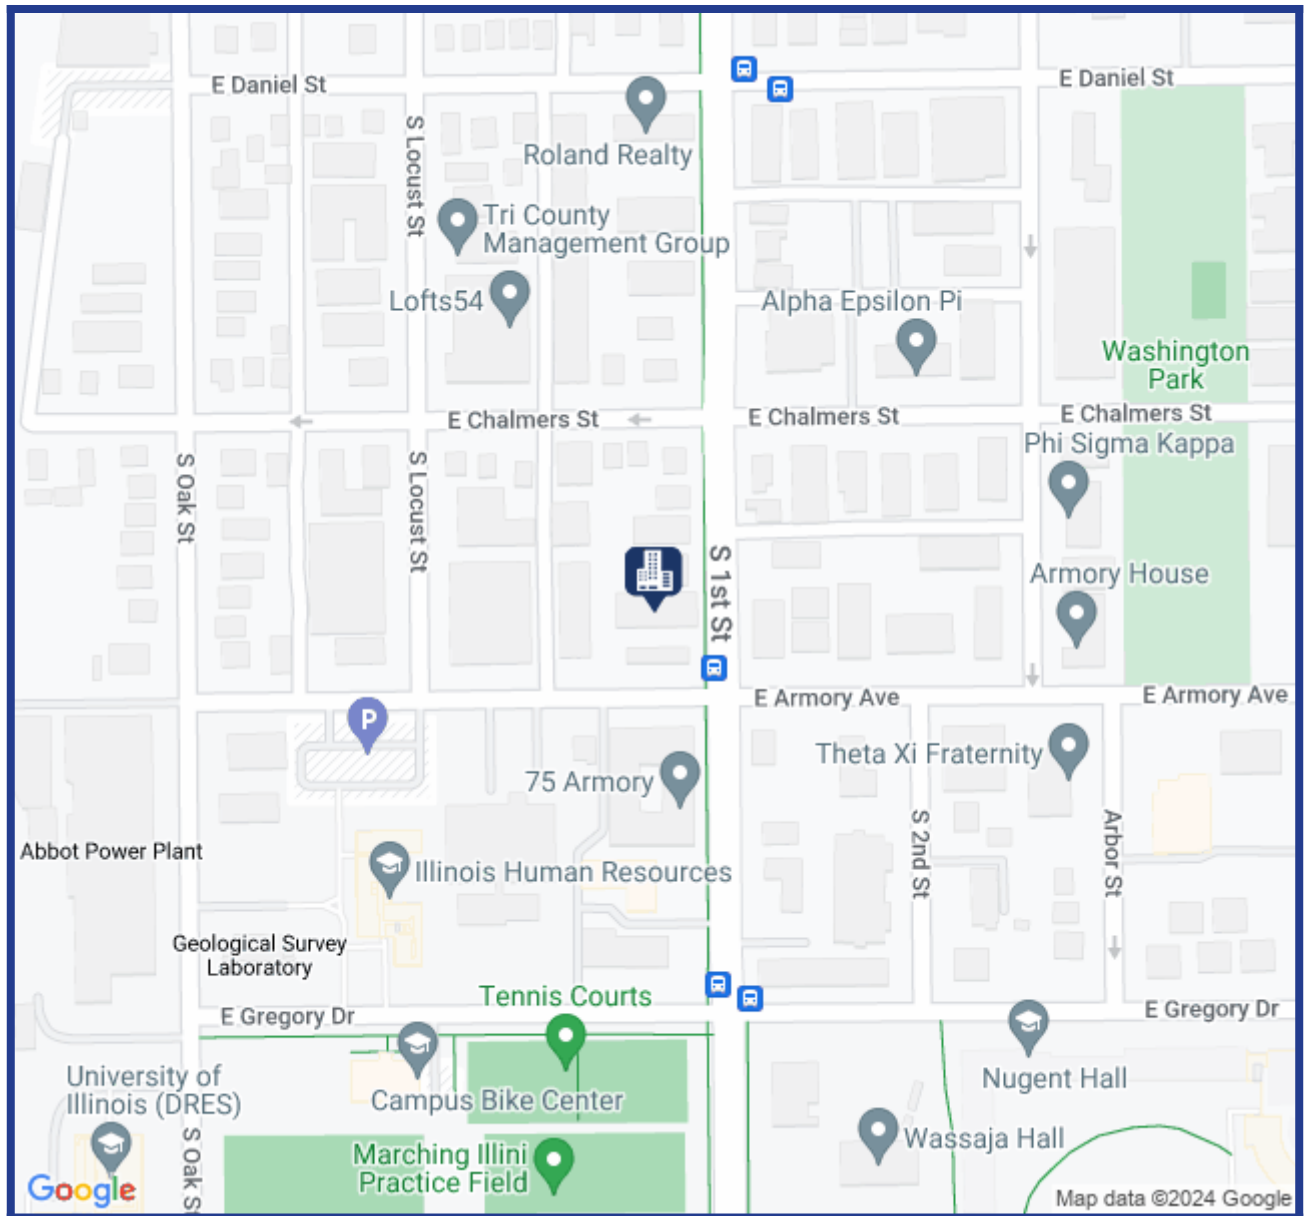 E Daniel St
E Daniel St
S Locust St
Roland Realty
Tri County
Management Group
Lofts54
Alpha Epsilon Pi
Washington
Park
E Chalmers St
E Chalmers St
E Chalmers St
Phi Sigma Kappa
S Oak St
S Locust St
S 1st St
Armory House
E Armory Ave
E Armory Ave
P
75 Armory
Theta Xi Fraternity
S 2nd St
Arbor St
Abbot Power Plant
Illinois Human Resources
Geological Survey
Laboratory
Tennis Courts
E Gregory Dr
E Gregory Dr
University of
Illinois (DRES)
Campus Bike Center
Nugent Hall
S Oak St
Marching Illini
Practice Field
Wassaja Hall
Google
Map data ©2024 Google